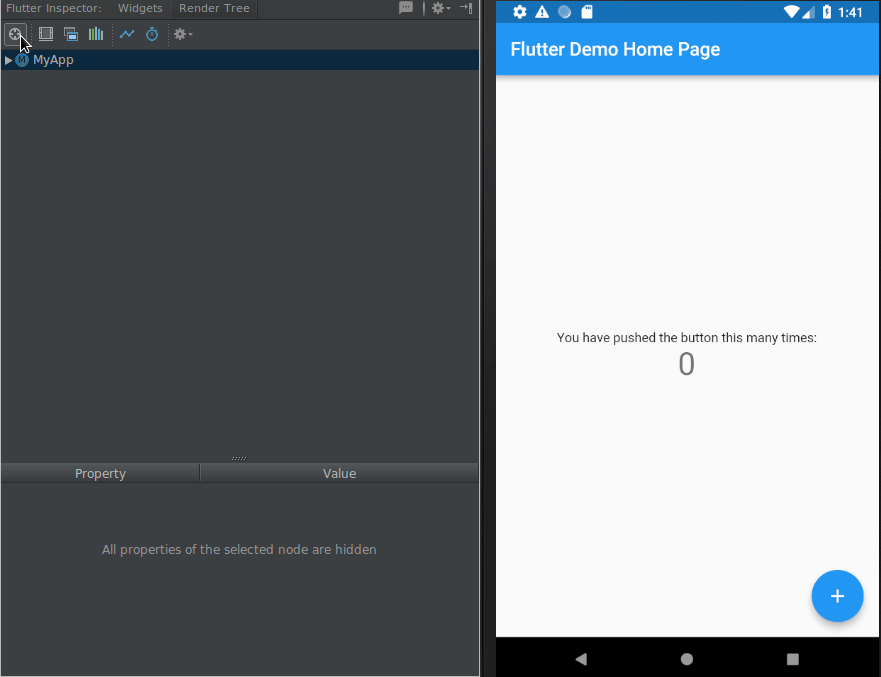 Flutter Inspector: Widgets Render Tree
M MyApp
Property Value
All properties of the selected node are hidden
1:41
Flutter Demo Home Page
You have pushed the button this many times:
0
+